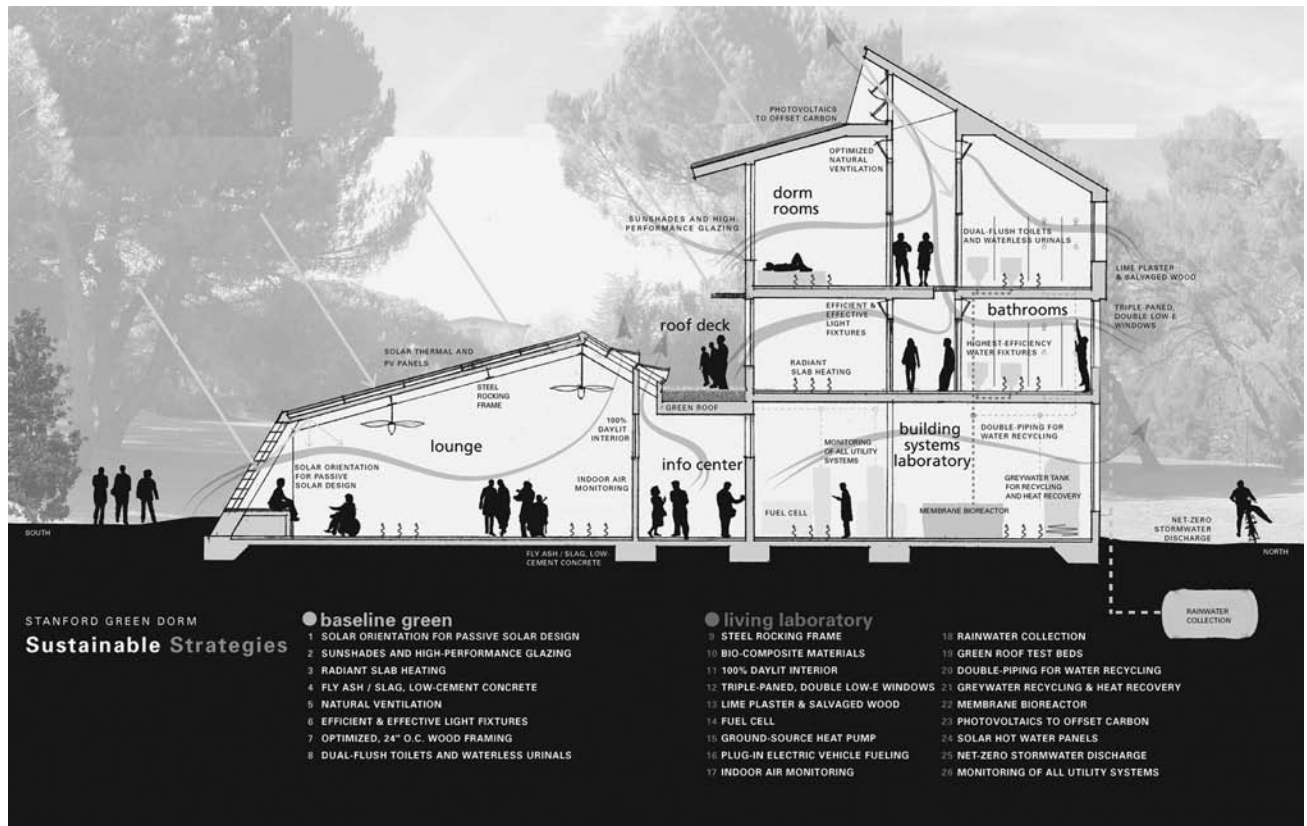 PHOTOVOLTAICS
TO OFFSET CARBON
OPTIMIZED
NATURAL
VENTILATION
dorm
rooms
SUNSHADES AND HIGH-
PERFORMANCE GLAZING
DUAL-FLUSH TOILETS
AND WATERLESS URINALS
LIME PLASTER
& SALVAGED WOOD
TRIPLE-PANED,
DOUBLE LOW-E
WINDOWS
roof deck
EFFICIENT &
EFFECTIVE
LIGHT
FIXTURES
bathrooms
HIGHEST-EFFICIENCY
WATER FIXTURES
SOLAR THERMAL AND
PV PANELS
RADIANT
SLAB HEATING
STEEL
ROCKING
FRAME
GREEN ROOF
100%
DAYLIT
INTERIOR
lounge
info center
building
systems
laboratory
DOUBLE-PIPING FOR
WATER RECYCLING
MONITORING
OF ALL UTILITY
SYSTEMS
SOLAR ORIENTATION
FOR PASSIVE
SOLAR DESIGN
INDOOR AIR
MONITORING
GREYWATER TANK
FOR RECYCLING
AND HEAT RECOVERY
FUEL CELL
MEMBRANE BIOREACTOR
NET-ZERO
STORMWATER
DISCHARGE
SOUTH
NORTH
FLY ASH / SLAG, LOW-
CEMENT CONCRETE
RAINWATER
COLLECTION
STANFORD GREEN DORM
Sustainable Strategies
baseline green
1 SOLAR ORIENTATION FOR PASSIVE SOLAR DESIGN
2 SUNSHADES AND HIGH-PERFORMANCE GLAZING
3 RADIANT SLAB HEATING
4 FLY ASH / SLAG, LOW-CEMENT CONCRETE
5 NATURAL VENTILATION
6 EFFICIENT & EFFECTIVE LIGHT FIXTURES
7 OPTIMIZED, 24" O.C. WOOD FRAMING
8 DUAL-FLUSH TOILETS AND WATERLESS URINALS
living laboratory
9 STEEL ROCKING FRAME
10 BIO-COMPOSITE MATERIALS
11 100% DAYLIT INTERIOR
12 TRIPLE-PANED, DOUBLE LOW-E WINDOWS
13 LIME PLASTER & SALVAGED WOOD
14 FUEL CELL
15 GROUND-SOURCE HEAT PUMP
16 PLUG-IN ELECTRIC VEHICLE FUELING
17 INDOOR AIR MONITORING
18 RAINWATER COLLECTION
19 GREEN ROOF TEST BEDS
20 DOUBLE-PIPING FOR WATER RECYCLING
21 GREYWATER RECYCLING & HEAT RECOVERY
22 MEMBRANE BIOREACTOR
23 PHOTOVOLTAICS TO OFFSET CARBON
24 SOLAR HOT WATER PANELS
25 NET-ZERO STORMWATER DISCHARGE
26 MONITORING OF ALL UTILITY SYSTEMS